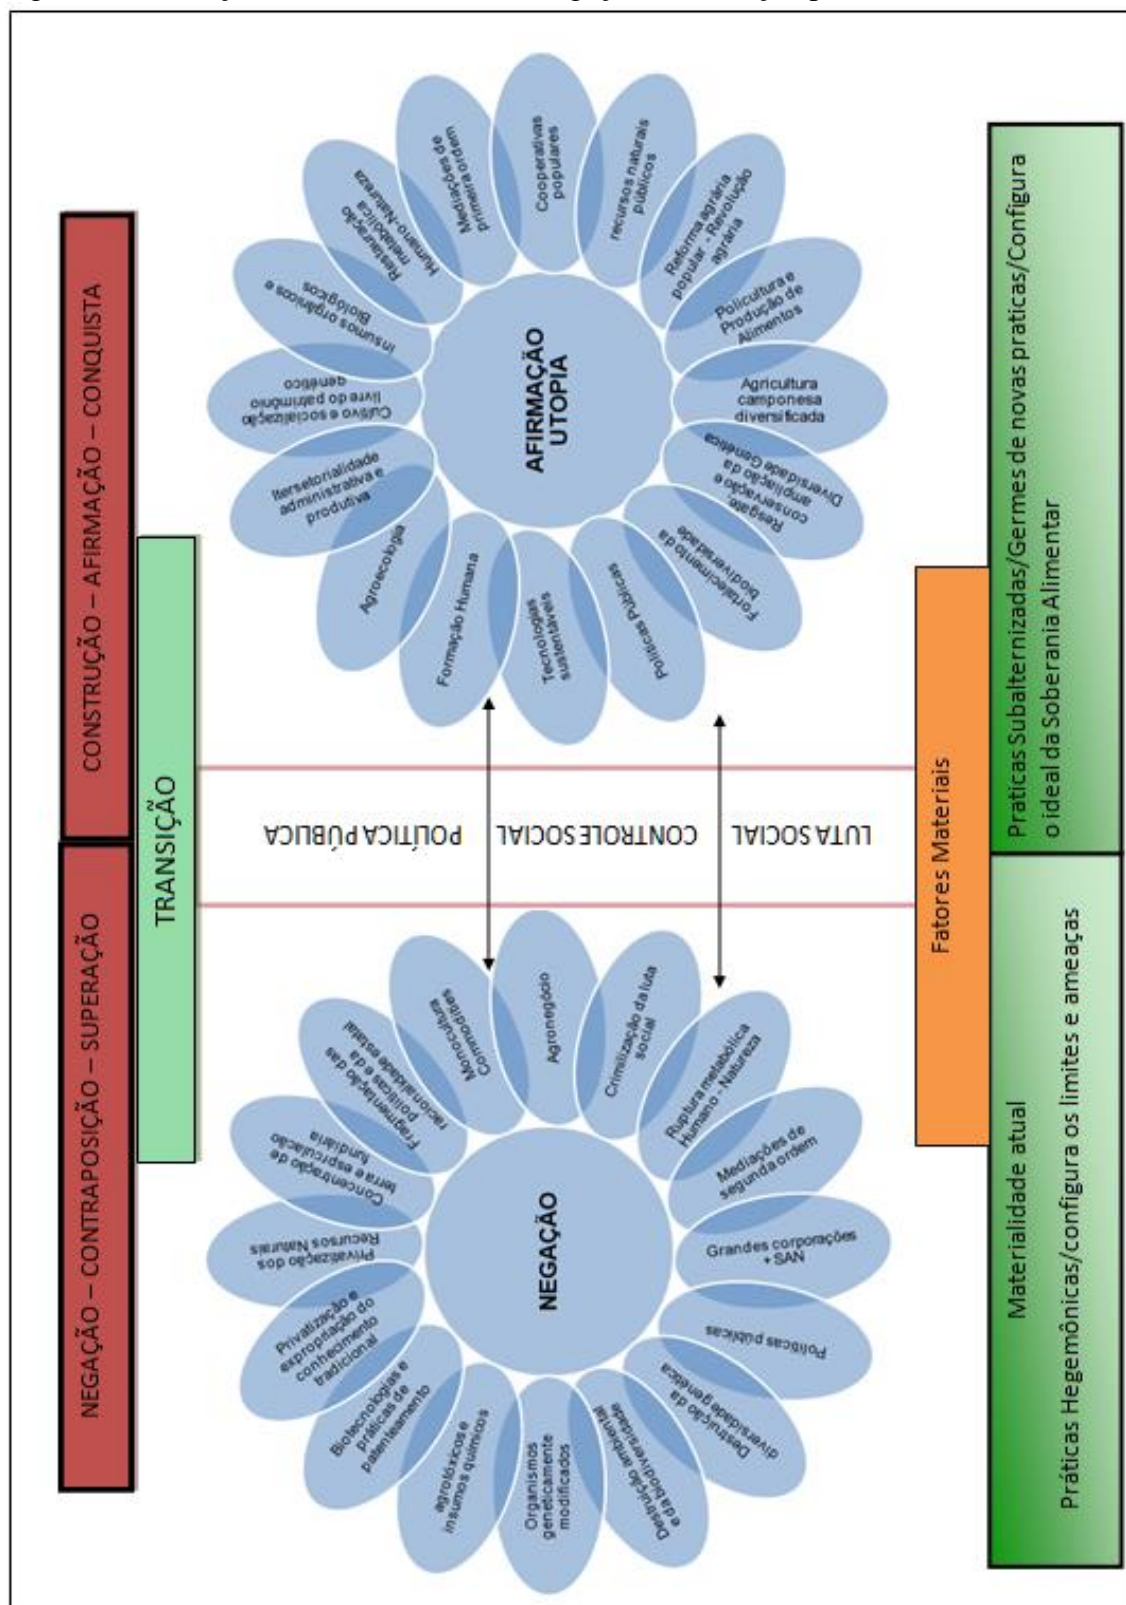 NEGAÇÃO – CONTRAPOSIÇÃO – SUPERAÇÃO
CONSTRUÇÃO – AFIRMAÇÃO – CONQUISTA
TRANSIÇÃO
NEGAÇÃO
Privatização dos
Recursos Naturais
Concentração de
terra e esprculação
fundiária
Fragmentação das
políticas e da
racionalidade estatal
Monocultura
Commodities
Agronegócio
Crimilização da luta
social
Ruptura metabólica
Humano - Natureza
Mediações de
segunda ordem
Grandes corporações
+ SAN
Políticas públicas
Destruição da
diversidade genética
Destruição ambiental
e da biodiversidade
Organismos
geneticamente
modificados
agrotóxicos e
insumos químicos
Biotecnologias e
práticas de
patenteamento
Privatização e
expropriação do
conhecimento
tradicional
POLÍTICA PÚBLICA
CONTROLE SOCIAL
LUTA SOCIAL
AFIRMAÇÃO
UTOPIA
Cultivo e socialização
livre do patrimônio
genético
insumos orgânicos e
Biológicos
Restauração
metabólica
Humano-Natureza
Mediações de
primeira ordem
Cooperativas
populares
recursos naturais
públicos
Reforma agrária
popular - Revolução
agrária
Policultura e
Produção de
Alimentos
Agricultura
camponesa
diversificada
Resgate
conservação e
ampliação da
Diversidade Genética
Fortalecimento da
biodiversidade
Políticas Públicas
Tecnologias
sustentáveis
Formação Humana
Agroecologia
Itersetorialidade
administrativa e
produtiva
Fatores Materiais
Materialidade atual
Práticas Hegemônicas/configura os limites e ameaças
Praticas Subalternizadas/Germes de novas praticas/Configura
o ideal da Soberania Alimentar